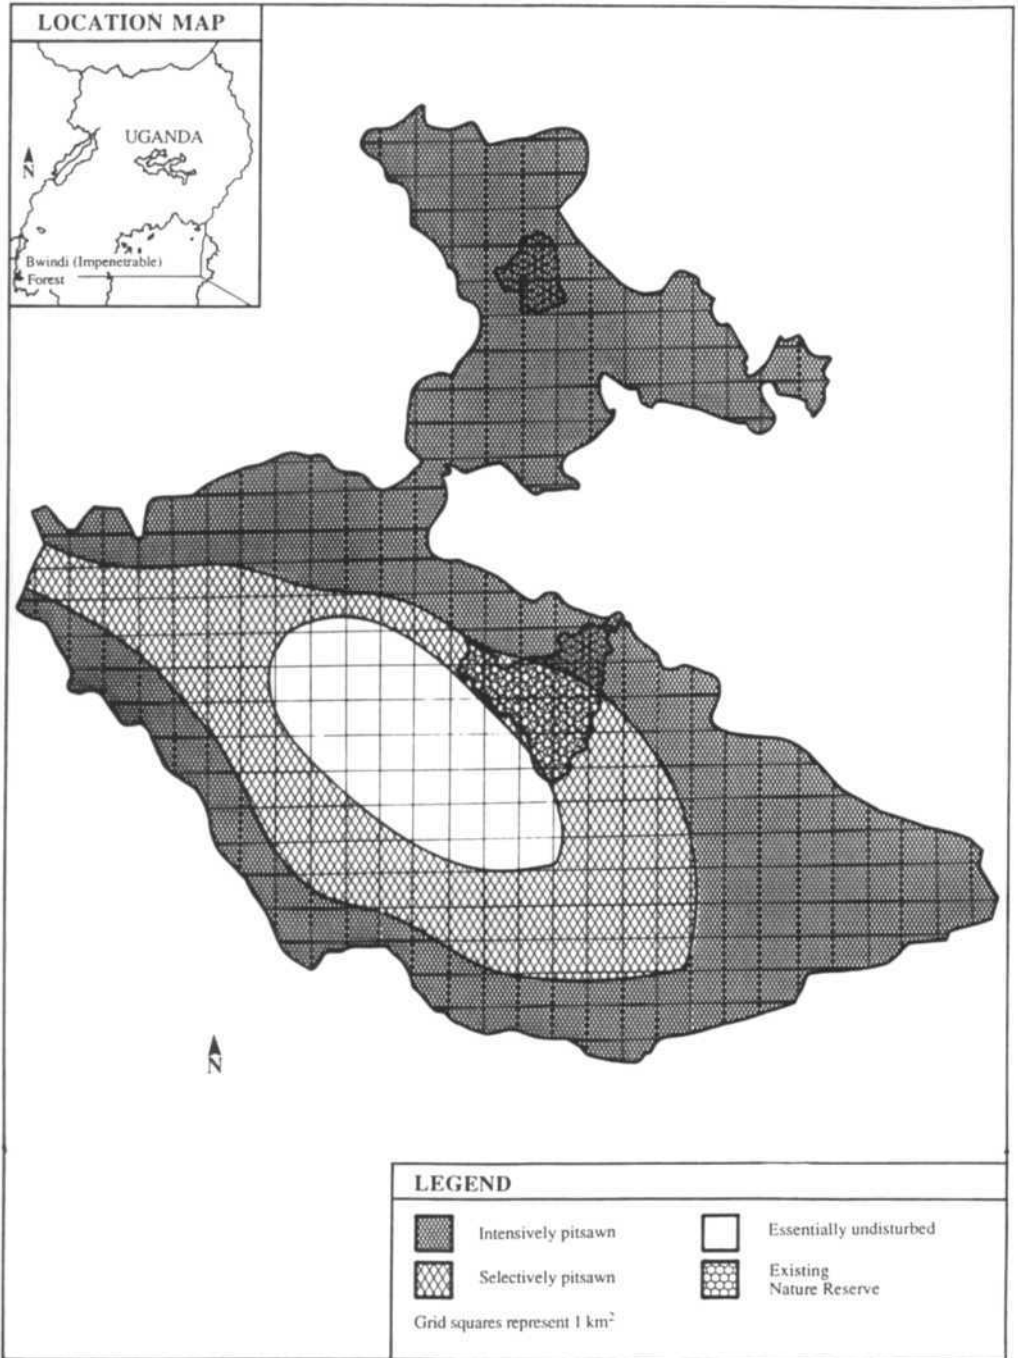 LOCATION MAP
UGANDA
N
Bwindi (Impenetrable)
Forest
N
LEGEND
Intensively pitsawn
Essentially undisturbed
Selectively pitsawn
Existing
Nature Reserve
Grid squares represent 1 km²